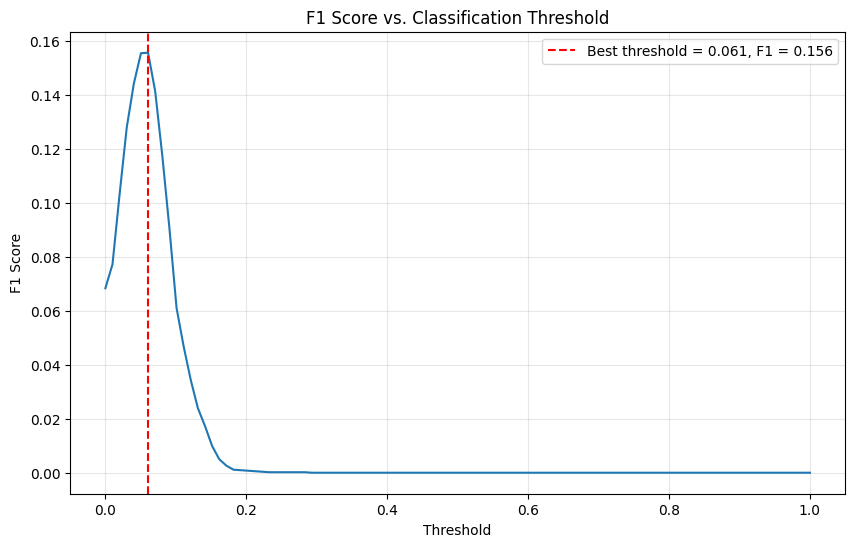 F1 Score vs. Classification Threshold
Best threshold = 0.061, F1 = 0.156
F1 Score
0.16
0.14
0.12
0.10
0.08
0.06
0.04
0.02
0.00
0.0 0.2 0.4 0.6 0.8 1.0
Threshold